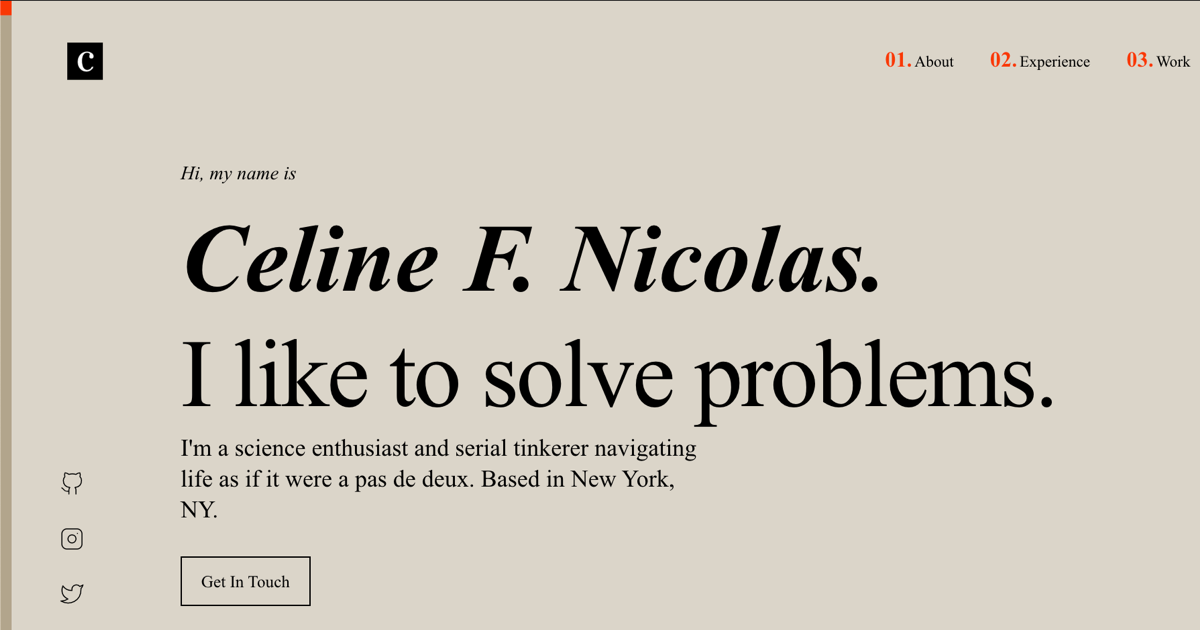 C
01. About 02. Experience 03. Work
Hi, my name is
Celine F. Nicolas.
I like to solve problems.
I'm a science enthusiast and serial tinkerer navigating
life as if it were a pas de deux. Based in New York,
NY.
Get In Touch